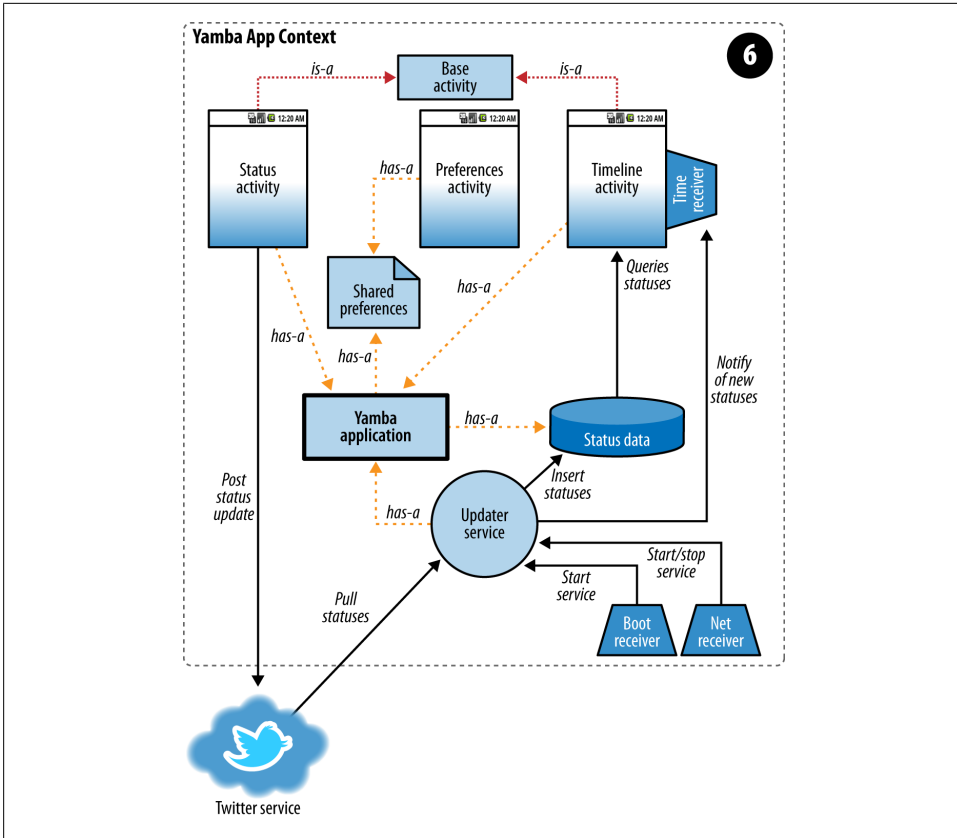 Yamba App Context
6
is-a
Base
activity
is-a
12:20 AM
12:20 AM
12:20 AM
Status
activity
has-a
Preferences
activity
Timeline
activity
Time
receiver
Shared
preferences
Queries
statuses
has-a
has-a
has-a
Notify
of new
statuses
Yamba
application
has-a
Status data
Post
status
update
Insert
statuses
has-a
Updater
service
Start/stop
service
Start
service
Pull
statuses
Boot
receiver
Net
receiver
Twitter service